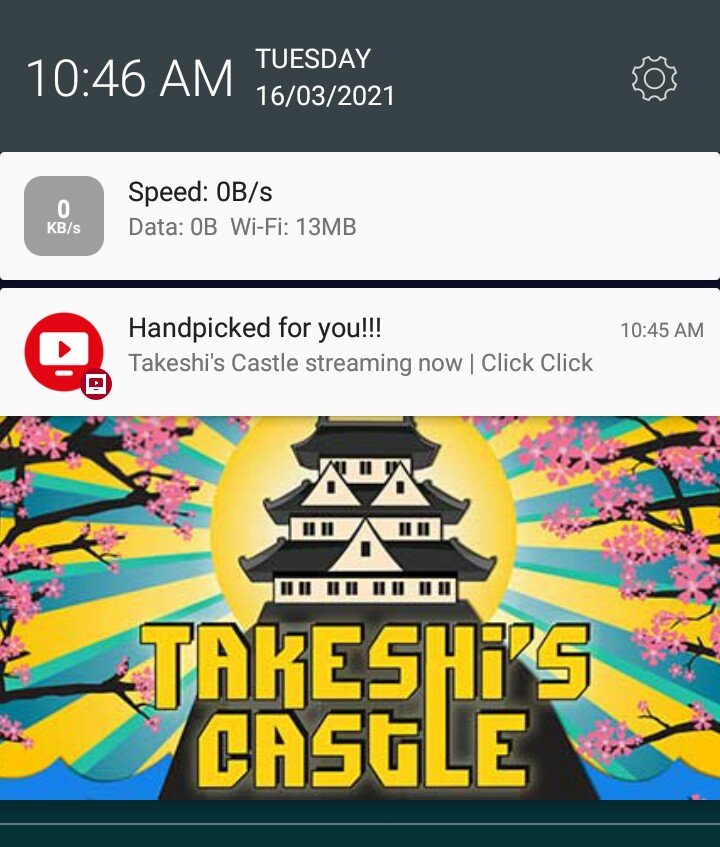 10:46 AM
TUESDAY
16/03/2021
0
KB/s
Speed: 0B/s
Data: 0B  Wi-Fi: 13MB
Handpicked for you!!!
10:45 AM
Takeshi's Castle streaming now | Click Click
TAKESHi'S
CASTLE